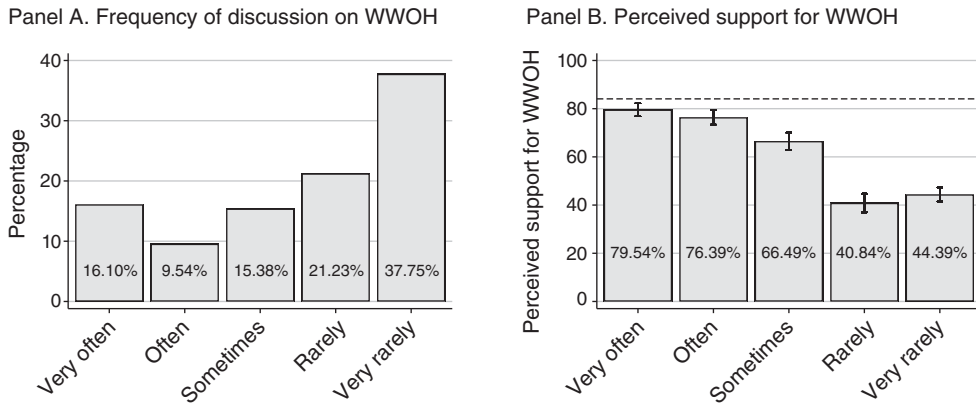 Panel A. Frequency of discussion on WWOH
Percentage
40
30
20
10
0
16.10%
9.54%
15.38%
21.23%
37.75%
Very often
Often
Sometimes
Rarely
Very rarely
Panel B. Perceived support for WWOH
Perceived support for WWOH
100
80
60
40
20
0
79.54%
76.39%
66.49%
40.84%
44.39%
Very often
Often
Sometimes
Rarely
Very rarely